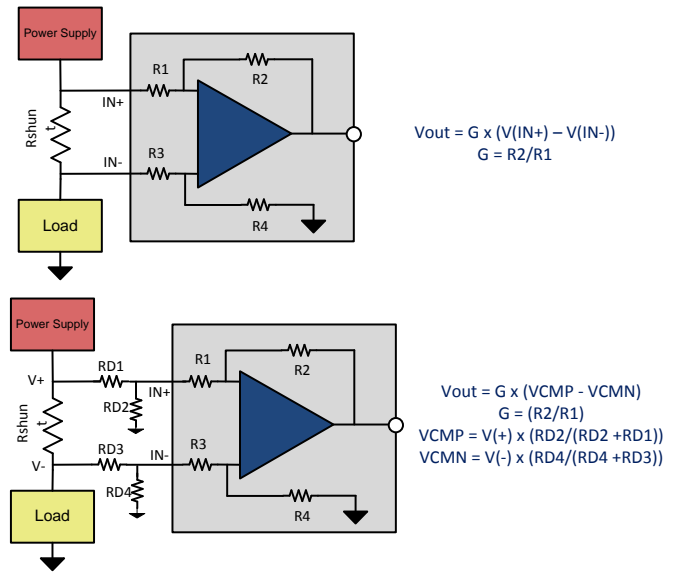 Power Supply
R1
R2
IN+
Rshun
t
IN-
R3
R4
Load
Vout = G x (V(IN+) – V(IN-))
G = R2/R1
Power Supply
V+
RD1
IN+
R1
R2
RD2
Rshun
t
V-
RD3
IN-
R3
RD4
R4
Load
Vout = G x (VCMP - VCMN)
G = (R2/R1)
VCMP = V(+) x (RD2/(RD2 +RD1))
VCMN = V(-) x (RD4/(RD4 +RD3))